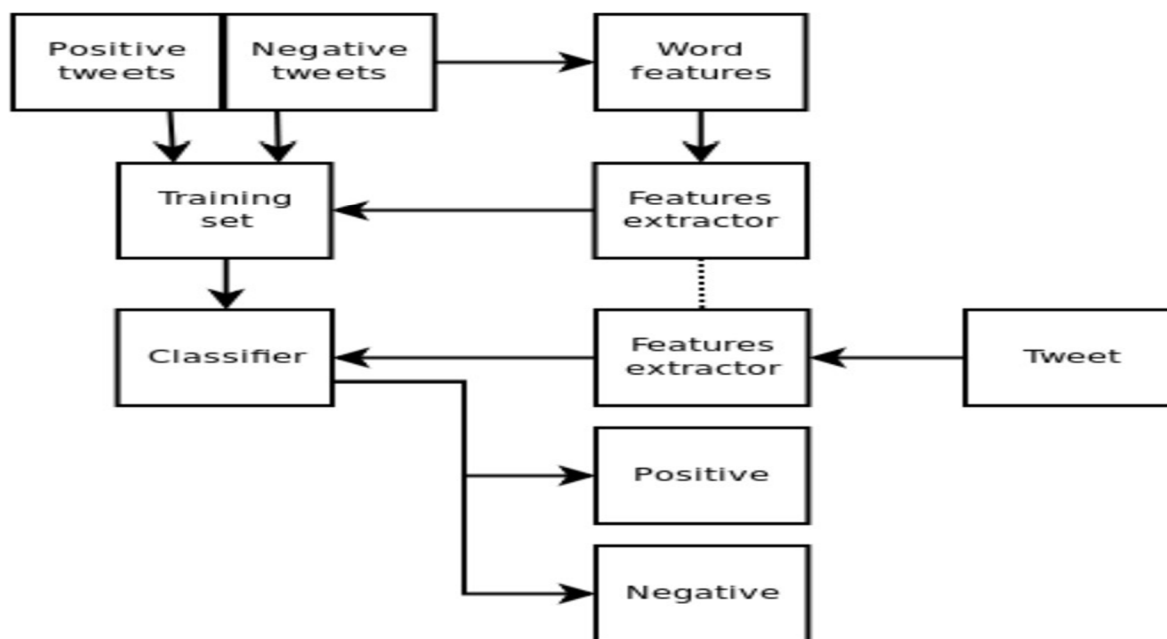 Positive
tweets
Negative
tweets
Word
features
Training
set
Features
extractor
Classifier
Features
extractor
Tweet
Positive
Negative